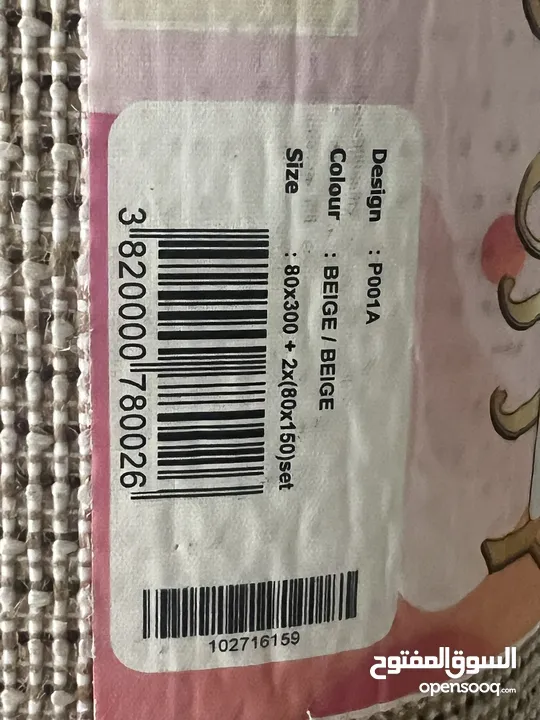 Design : P001A
Colour : BEIGE / BEIGE
Size : 80x300 + 2x(80x150)set
3 820000 780026
102716159
السوق المفتوح
opensooq.com